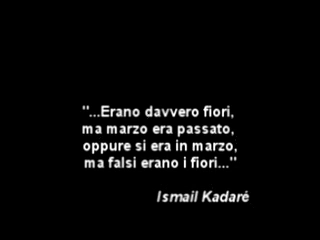 "...Erano davvero fiori,
ma marzo era passato,
oppure si era in marzo,
ma falsi erano i fiori..."
Ismail Kadaré